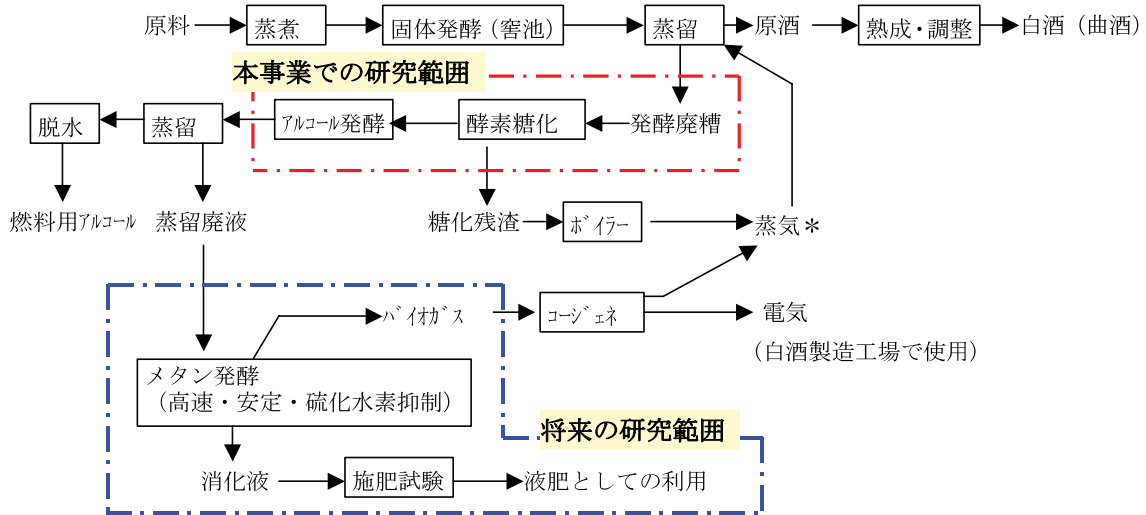 原料
蒸煮
固体発酵（窖池）
蒸留
原酒
熟成・調整
白酒（曲酒）
本事業での研究範囲
脱水
蒸留
ｱﾙｺｰﾙ発酵
酵素糖化
発酵廃糟
燃料用ｱﾙｺｰﾙ
蒸留廃液
糖化残渣
ﾎﾞｲﾗｰ
蒸気＊
ﾊﾞｲｵｶﾞｽ
ｺｰｼﾞｪﾈ
電気
（白酒製造工場で使用）
メタン発酵
（高速・安定・硫化水素抑制）
将来の研究範囲
消化液
施肥試験
液肥としての利用